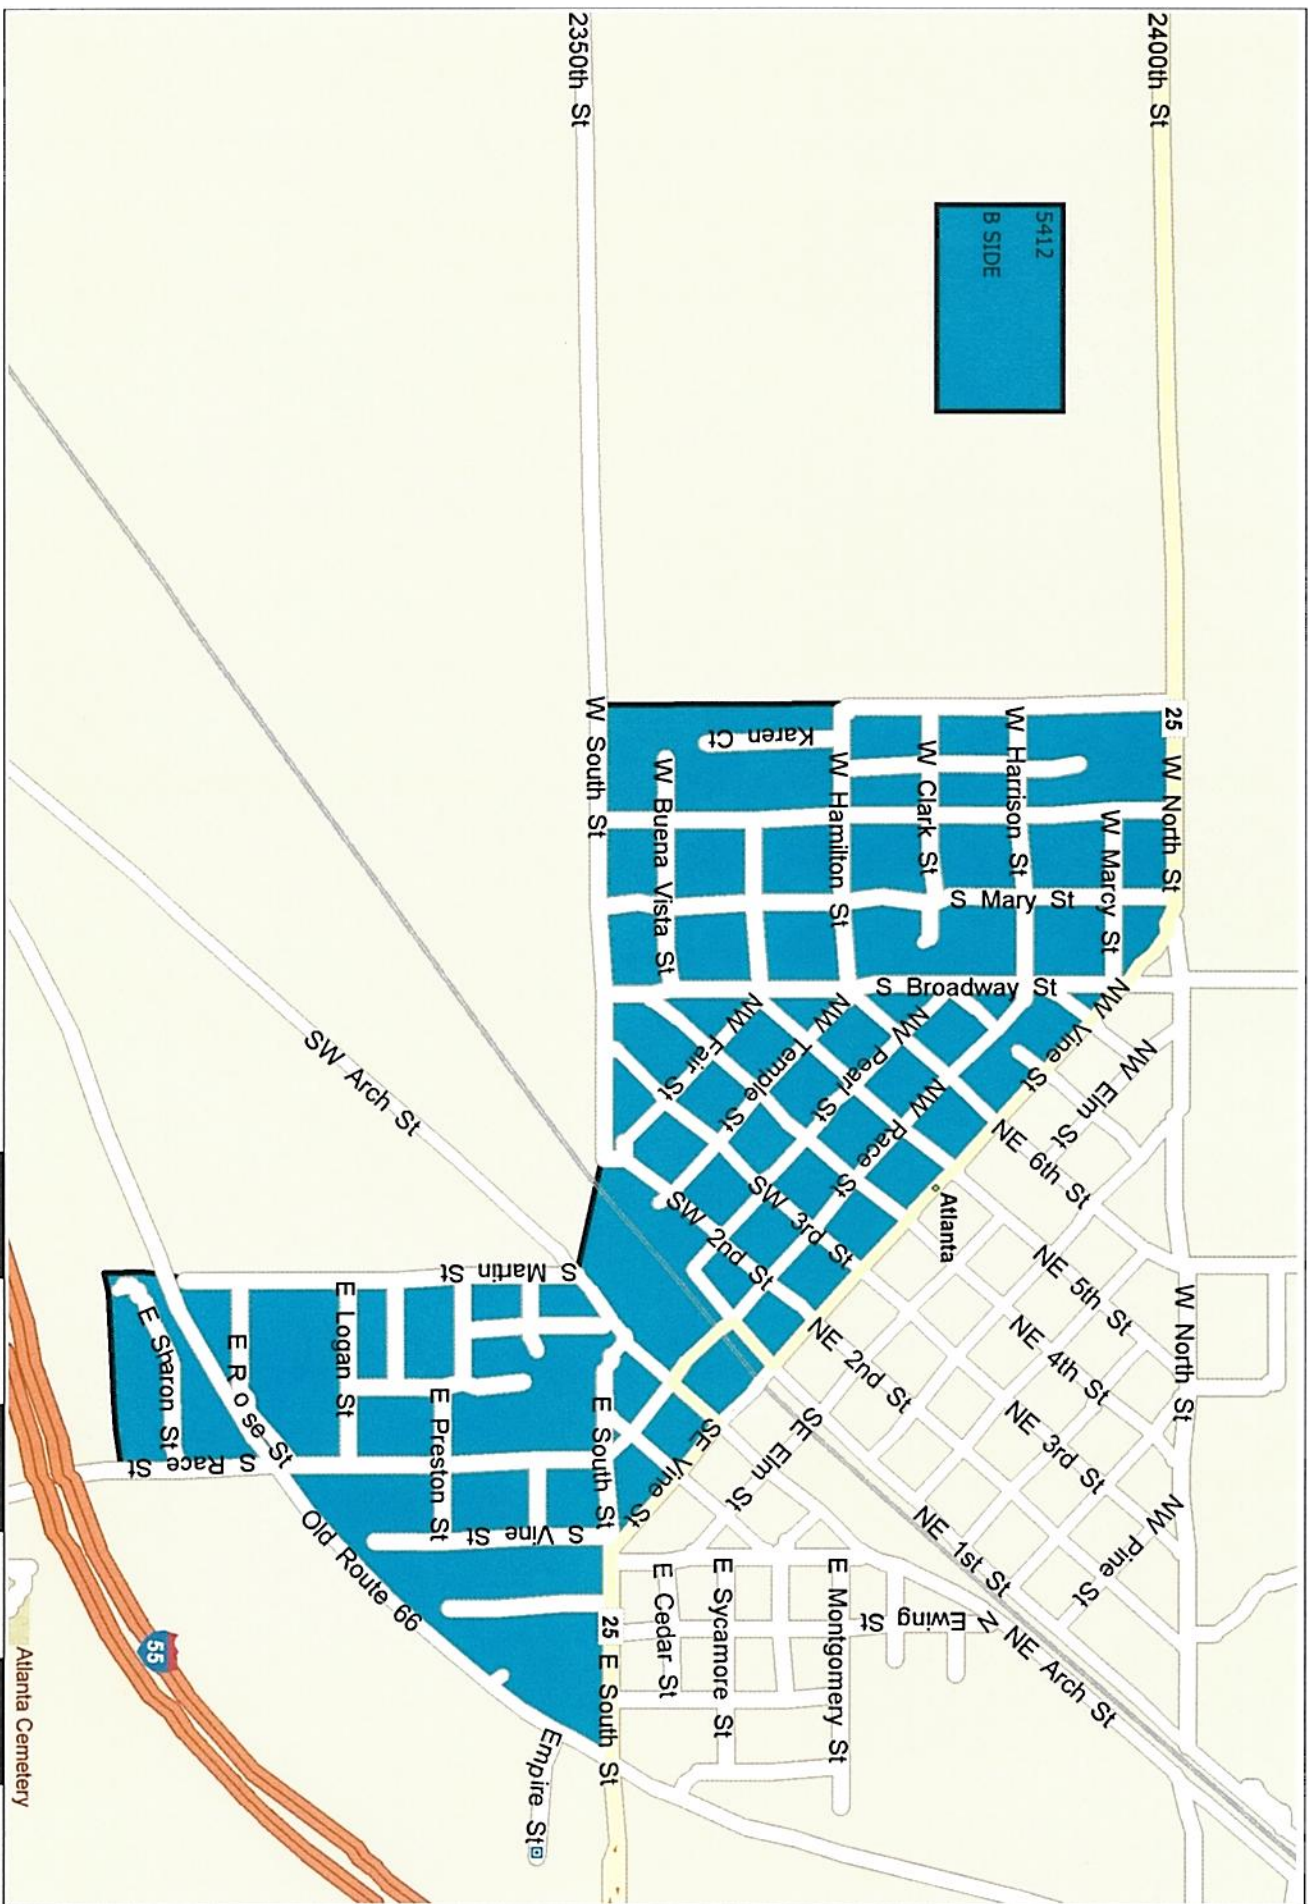 2400th St
2350th St
5412
B SIDE
25
W North St
W Marcy St
W Harrison St
W Clark St
W Hamilton St
Karen Ct
W Buena Vista St
W South St
S Mary St
S Broadway St
NW Vine St
NW Elm St
NW Fair St
NW Temple St
NW Pearl St
NW Race St
NE 6th St
Atlanta
NE 5th St
W North St
NE 4th St
NE 3rd St
NE 2nd St
SW 3rd St
SW 2nd St
NW Pine St
NE 1st St
SE Elm St
SE Vine St
SW Arch St
S Martin St
E Logan St
E Rose St
E Sharon St
E Preston St
E South St
S Race St
S Vine St
Old Route 66
25
E South St
E Cedar St
E Sycamore St
E Montgomery St
N Ewing St
NE Arch St
Empire St
55
Atlanta Cemetery